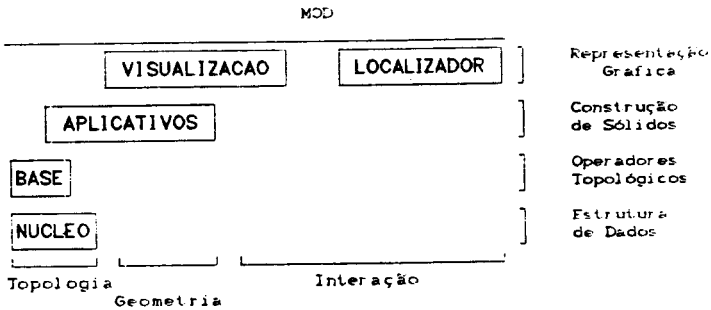 MOD
VISUALIZACAO LOCALIZADOR ] Representação
Grafica
APLICATIVOS ] Construção
de Sólidos
BASE ] Operadores
Topológicos
NUCLEO ] Estrutura
de Dados
Topologia
Geometria
Interação